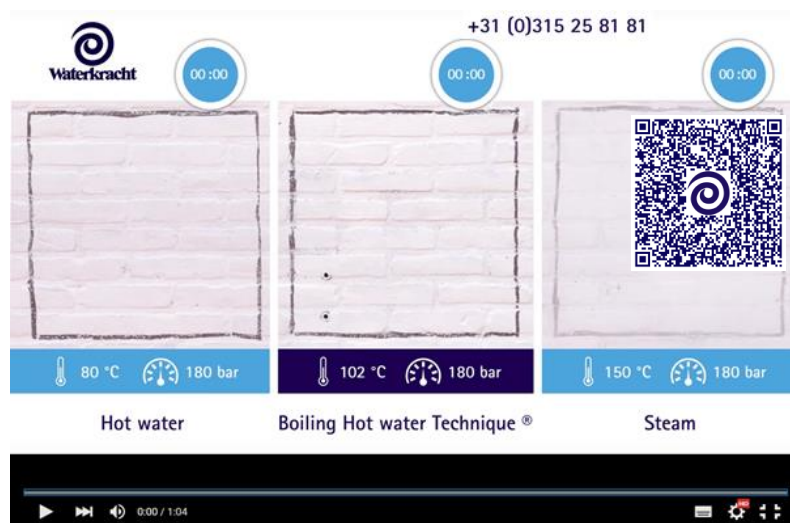 +31 (0)315 25 81 81
Waterkracht
00:00
00:00
00:00
80 °C 180 bar
102 °C 180 bar
150 °C 180 bar
Hot water
Boiling Hot water Technique ®
Steam
0:00 / 1:04
HD